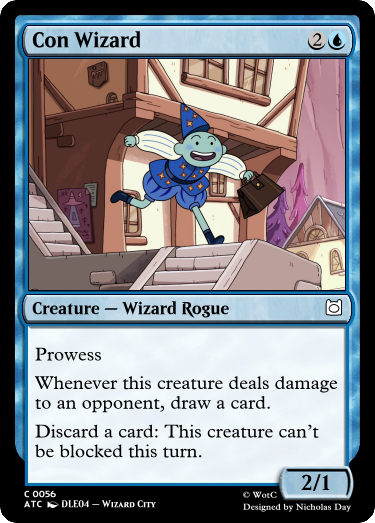 Con Wizard 2
Creature — Wizard Rogue
Prowess
Whenever this creature deals damage
to an opponent, draw a card.
Discard a card: This creature can't
be blocked this turn.
2/1
C 0056
ATC DLE04 – Wizard City
© WotC
Designed by Nicholas Day